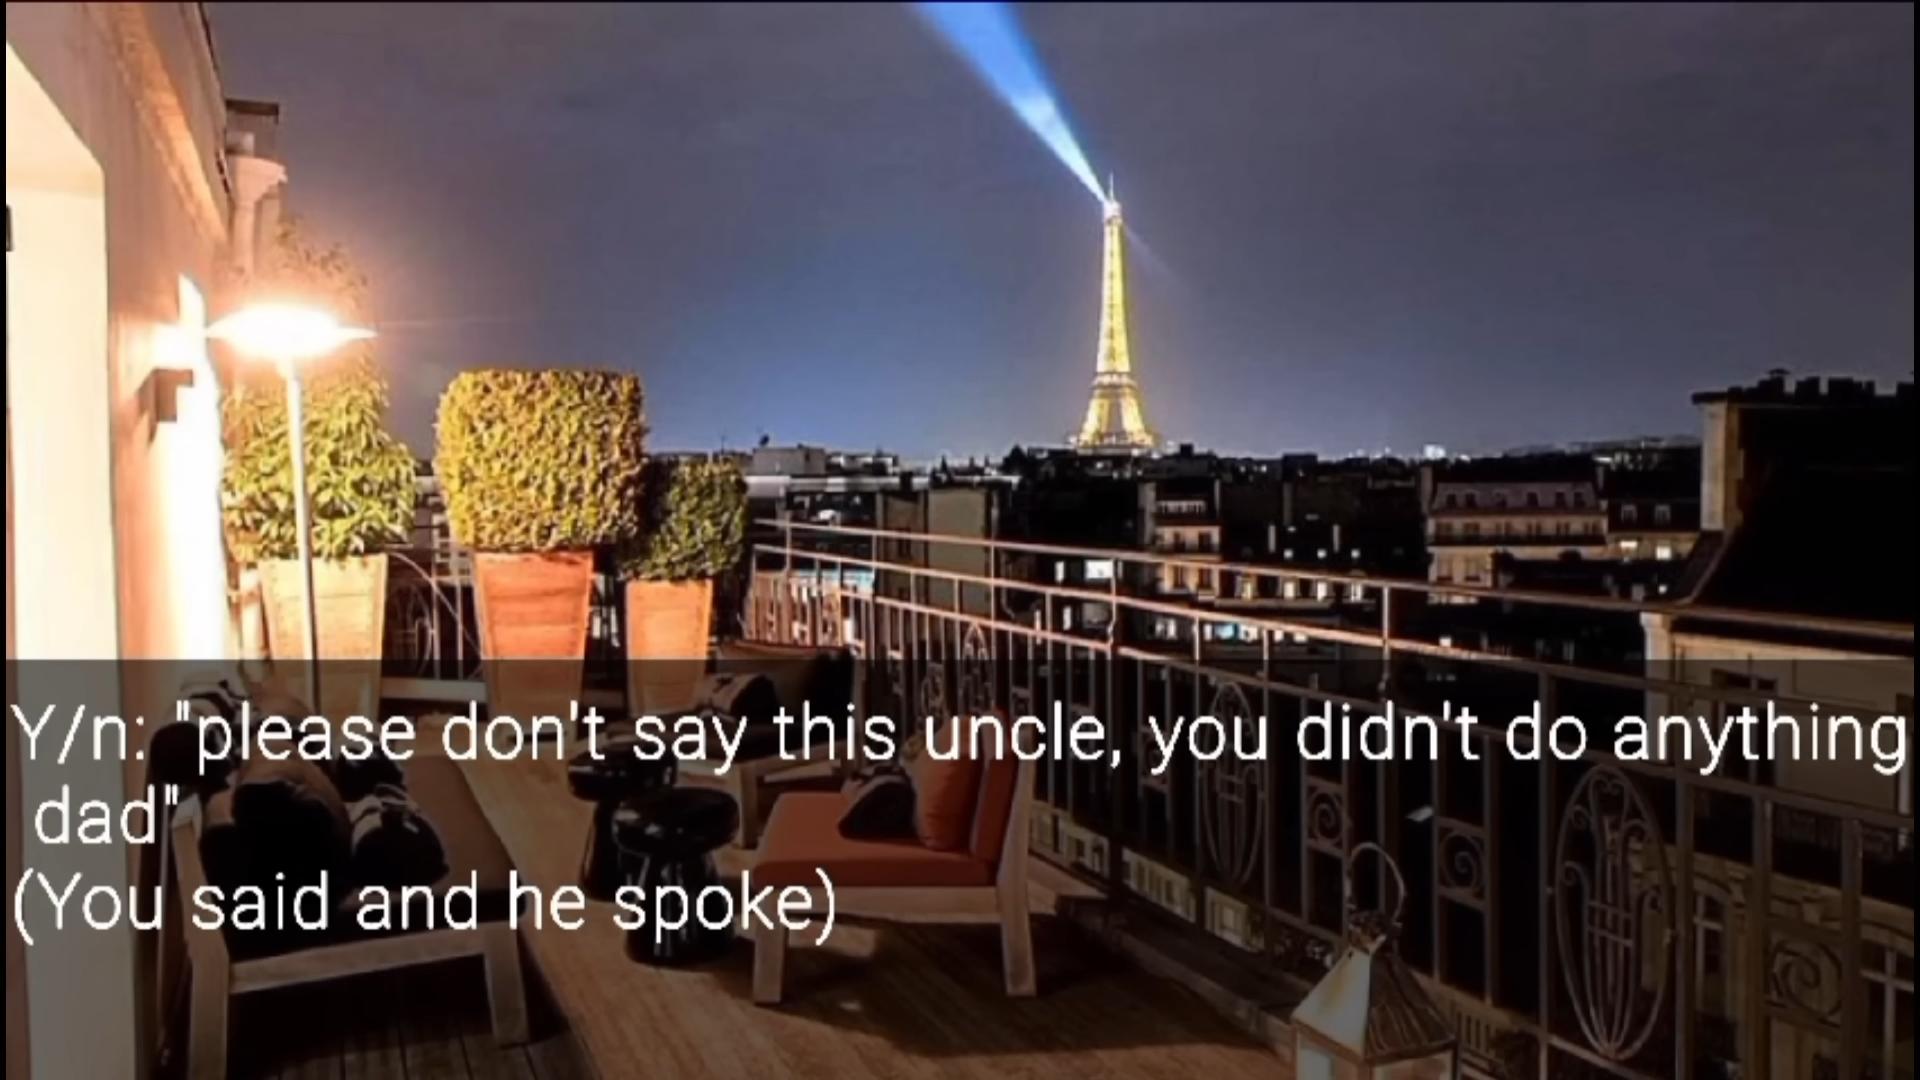 Y/n: "please don't say this uncle, you didn't do anything
dad"
(You said and he spoke)